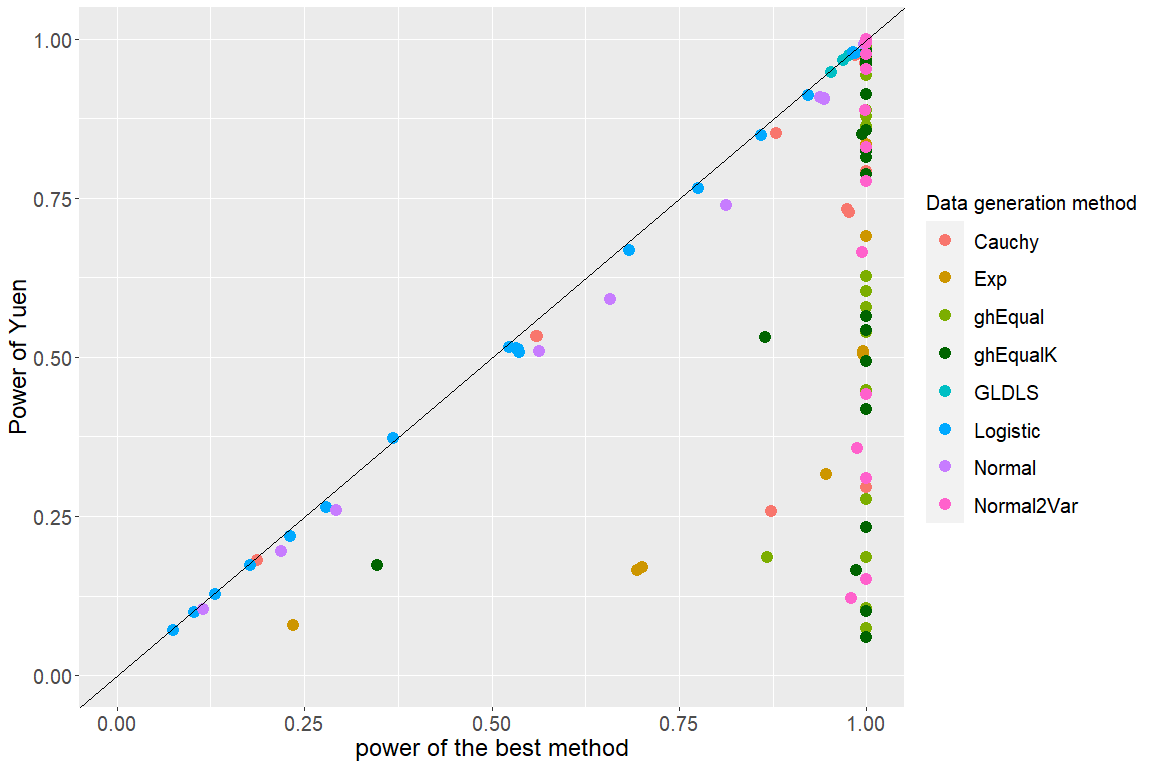 1.00
0.75
0.50
0.25
0.00
Power of Yuen
0.00 0.25 0.50 0.75 1.00
power of the best method
Data generation method
Cauchy
Exp
ghEqual
ghEqualK
GLDLS
Logistic
Normal
Normal2Var